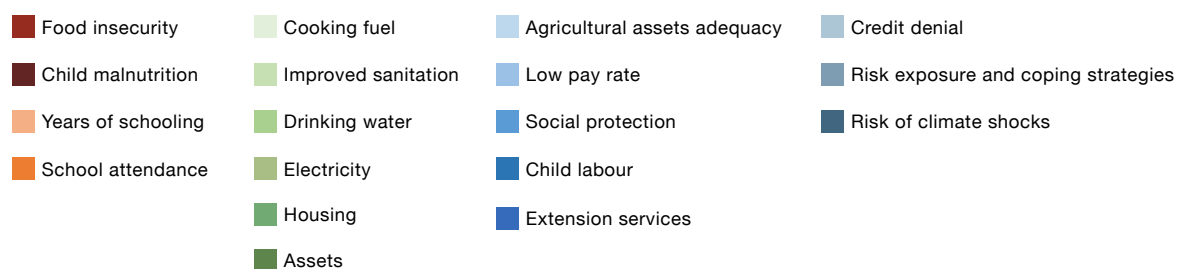 Food insecurity
Child malnutrition
Years of schooling
School attendance
Cooking fuel
Improved sanitation
Drinking water
Electricity
Housing
Assets
Agricultural assets adequacy
Low pay rate
Social protection
Child labour
Extension services
Credit denial
Risk exposure and coping strategies
Risk of climate shocks